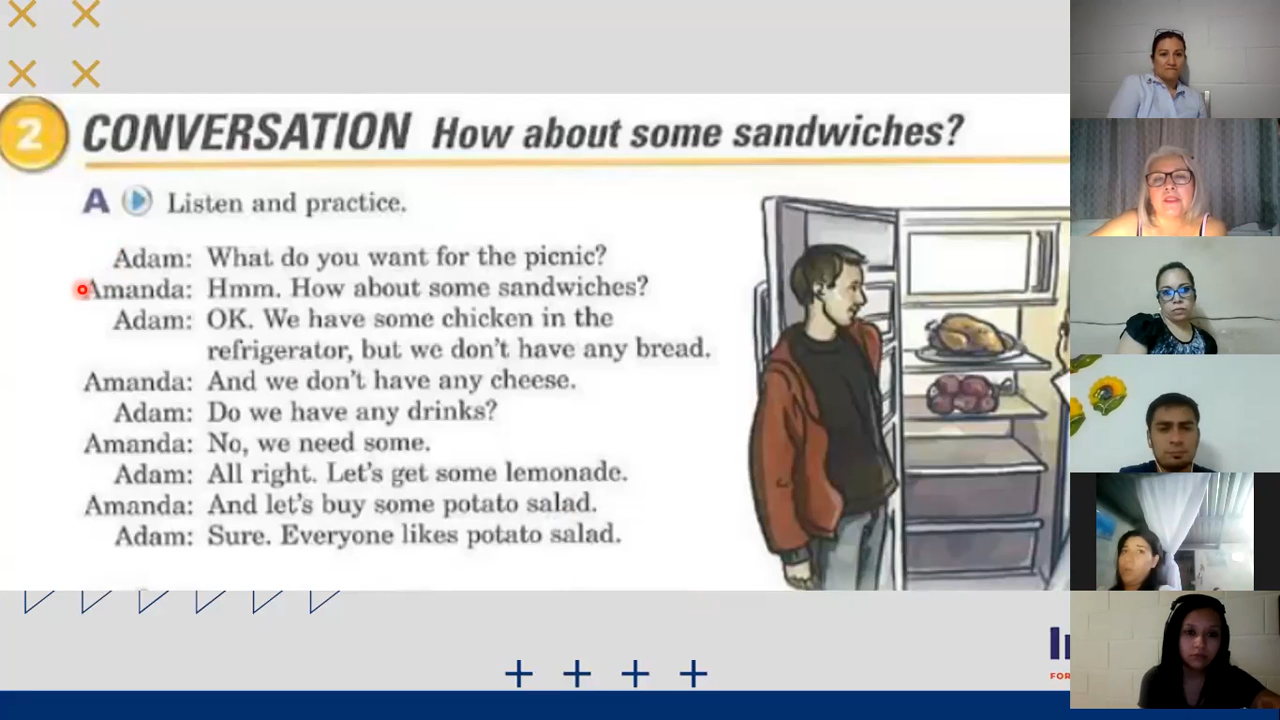 2 CONVERSATION How about some sandwiches?
A Listen and practice.
Adam: What do you want for the picnic?
Amanda: Hmm. How about some sandwiches?
Adam: OK. We have some chicken in the
refrigerator, but we don't have any bread.
Amanda: And we don't have any cheese.
Adam: Do we have any drinks?
Amanda: No, we need some.
Adam: All right. Let's get some lemonade.
Amanda: And let's buy some potato salad.
Adam: Sure. Everyone likes potato salad.